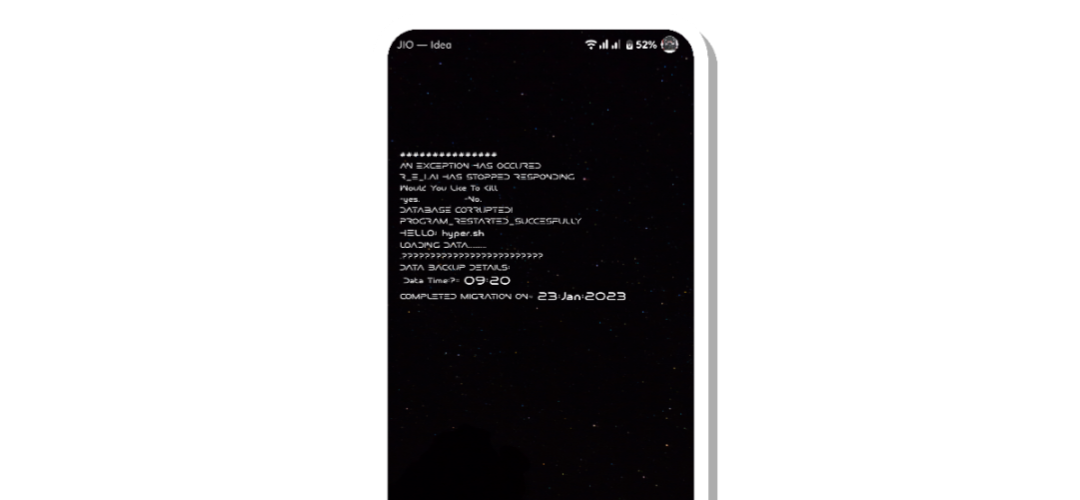 JIO — Idea 52%
***************
AN EXCEPTION HAS OCCURED
R_E_I.AI HAS STOPPED RESPONDING
Would You Like To Kill
-yes. -No.
DATABASE CORRUPTED!
PROGRAM_RESTARTED_SUCCESFULLY
HELLO: hyper.sh
LOADING DATA.......
.?????????????????????????
DATA BACKUP DETAILS:
Data Time?:- 09:20
COMPLETED MIGRATION ON- 23:Jan:2023